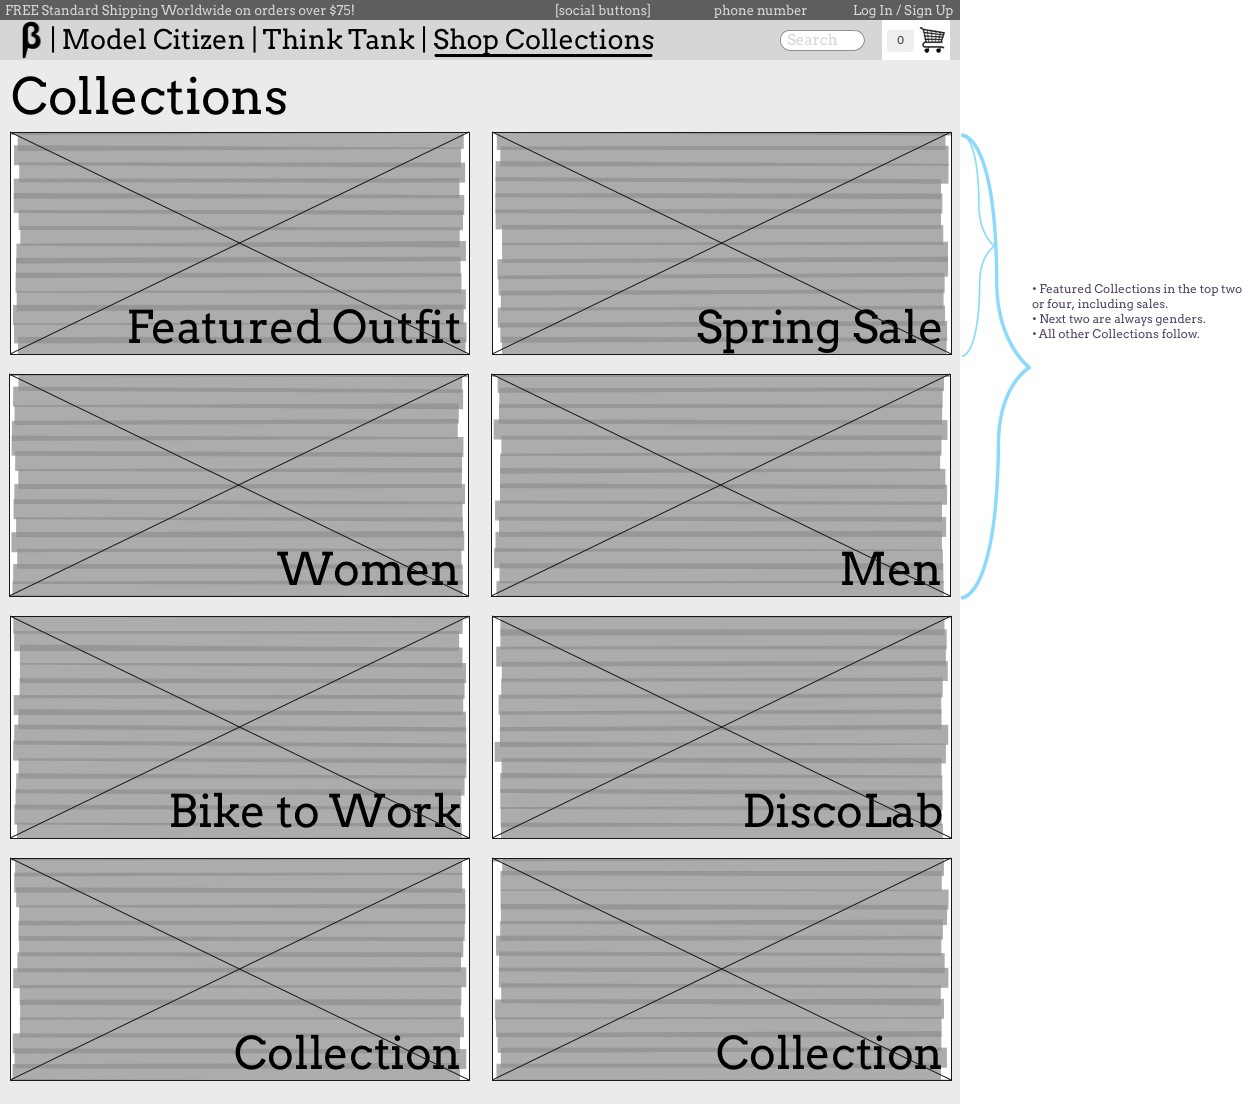 FREE Standard Shipping Worldwide on orders over $75! [social buttons] phone number Log In / Sign Up
β | Model Citizen | Think Tank | Shop Collections Search 0
Collections
Featured Outfit
Spring Sale
• Featured Collections in the top two
or four, including sales.
• Next two are always genders.
• All other Collections follow.
Women
Men
Bike to Work
DiscoLab
Collection
Collection